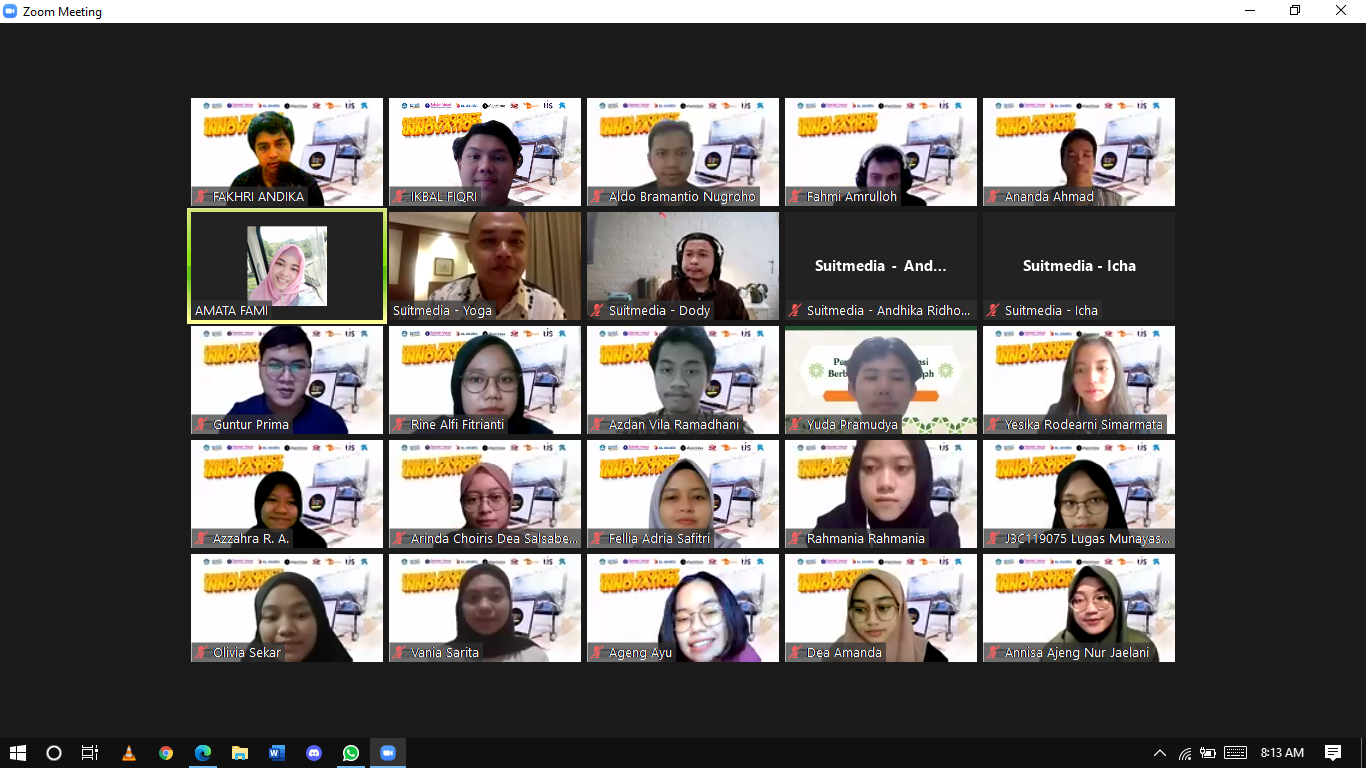 Zoom Meeting
FAKHRI ANDIKA
IKBAL FIQRI
Aldo Bramantio Nugroho
Fahmi Amrulloh
Ananda Ahmad
AMATA FAMI
Suitmedia - Yoga
Suitmedia - Dody
Suitmedia - And...
Suitmedia - Andhika Ridho...
Suitmedia - Icha
Suitmedia - Icha
Guntur Prima
Rine Alfi Fitrianti
Azdan Vila Ramadhani
Yuda Pramudya
Yesika Rodearni Simarmata
Azzahra R. A.
Arinda Choiris Dea Salsabe...
Fellia Adria Safitri
Rahmania Rahmania
J3C119075 Lugas Munayas...
Olivia Sekar
Vania Sarita
Ageng Ayu
Dea Amanda
Annisa Ajeng Nur Jaelani
8:13 AM